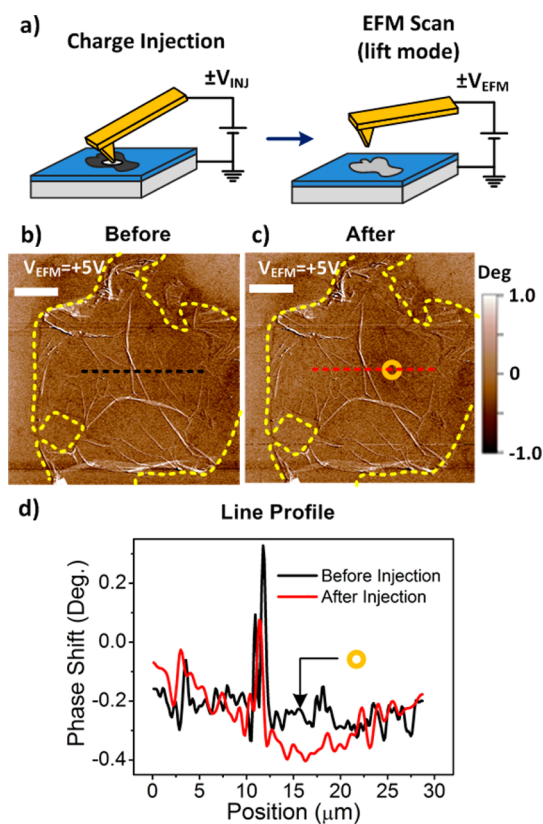 a)
Charge Injection
EFM Scan
(lift mode)
±VINJ
±VEFM
b) Before
c) After
VEFM=+5V
VEFM=+5V
Deg
1.0
0
-1.0
d)
Line Profile
Phase Shift (Deg.)
0.2
0.0
-0.2
-0.4
Before Injection
After Injection
0 5 10 15 20 25 30
Position (μm)